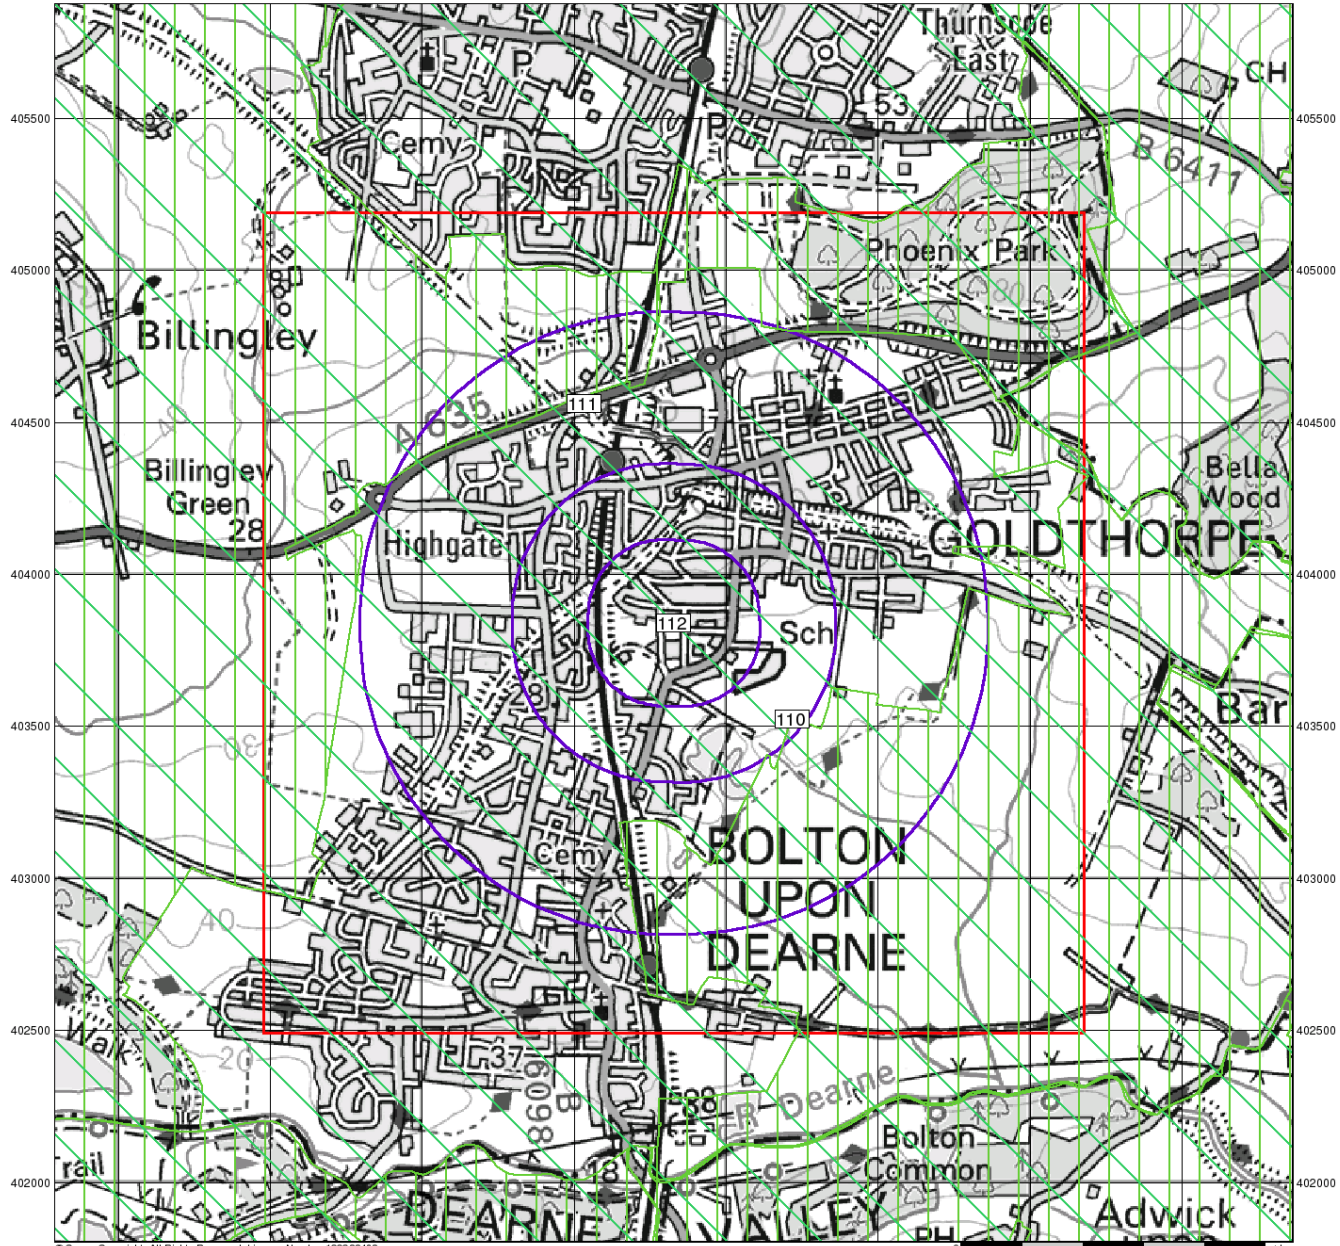 Thurnscoe
East
P
CH
53
405500
405500
Cemy
P
B 6411
405000
Phoenix Park
405000
80
Billingley
A 635
111
40
404500
404500
Billingley
Green
28
Bella
Wood
Highgate
GOLDTHORPE
404000
404000
112
Sch
28
110
Bar
403500
403500
30
BOLTON
UPON
DEARNE
Cemy
403000
403000
40
402500
402500
Walk
20
37
B 6098
R Dearne
Bolton
Common
Trail
18
402000
402000
DEARNE VALLEY
Adwick
PH